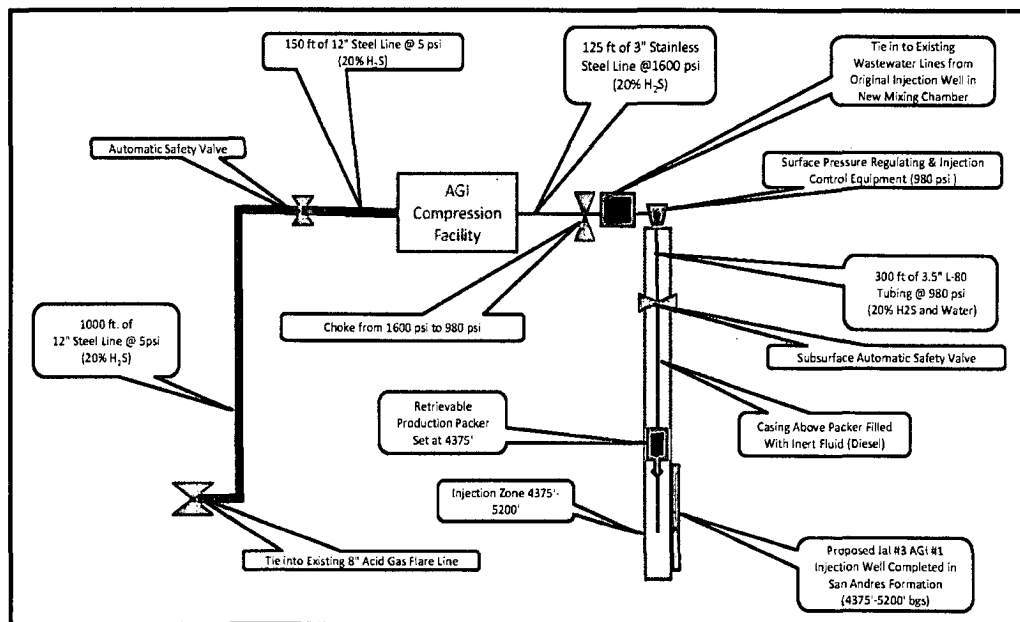 150 ft of 12" Steel Line @ 5 psi
(20% H₂S)
125 ft of 3" Stainless
Steel Line @1600 psi
(20% H₂S)
Tie in to Existing
Wastewater Lines from
Original Injection Well in
New Mixing Chamber
Automatic Safety Valve
Surface Pressure Regulating & Injection
Control Equipment (980 psi )
AGI
Compression
Facility
300 ft of 3.5" L-80
Tubing @ 980 psi
(20% H2S and Water)
1000 ft. of
12" Steel Line @ 5psi
(20% H₂S)
Choke from 1600 psi to 980 psi
Subsurface Automatic Safety Valve
Retrievable
Production Packer
Set at 4375'
Casing Above Packer Filled
With Inert Fluid (Diesel)
Injection Zone 4375'-
5200'
Tie into Existing 8" Acid Gas Flare Line
Proposed Jal #3 AGI #1
Injection Well Completed in
San Andres Formation
(4375'-5200' bgs)